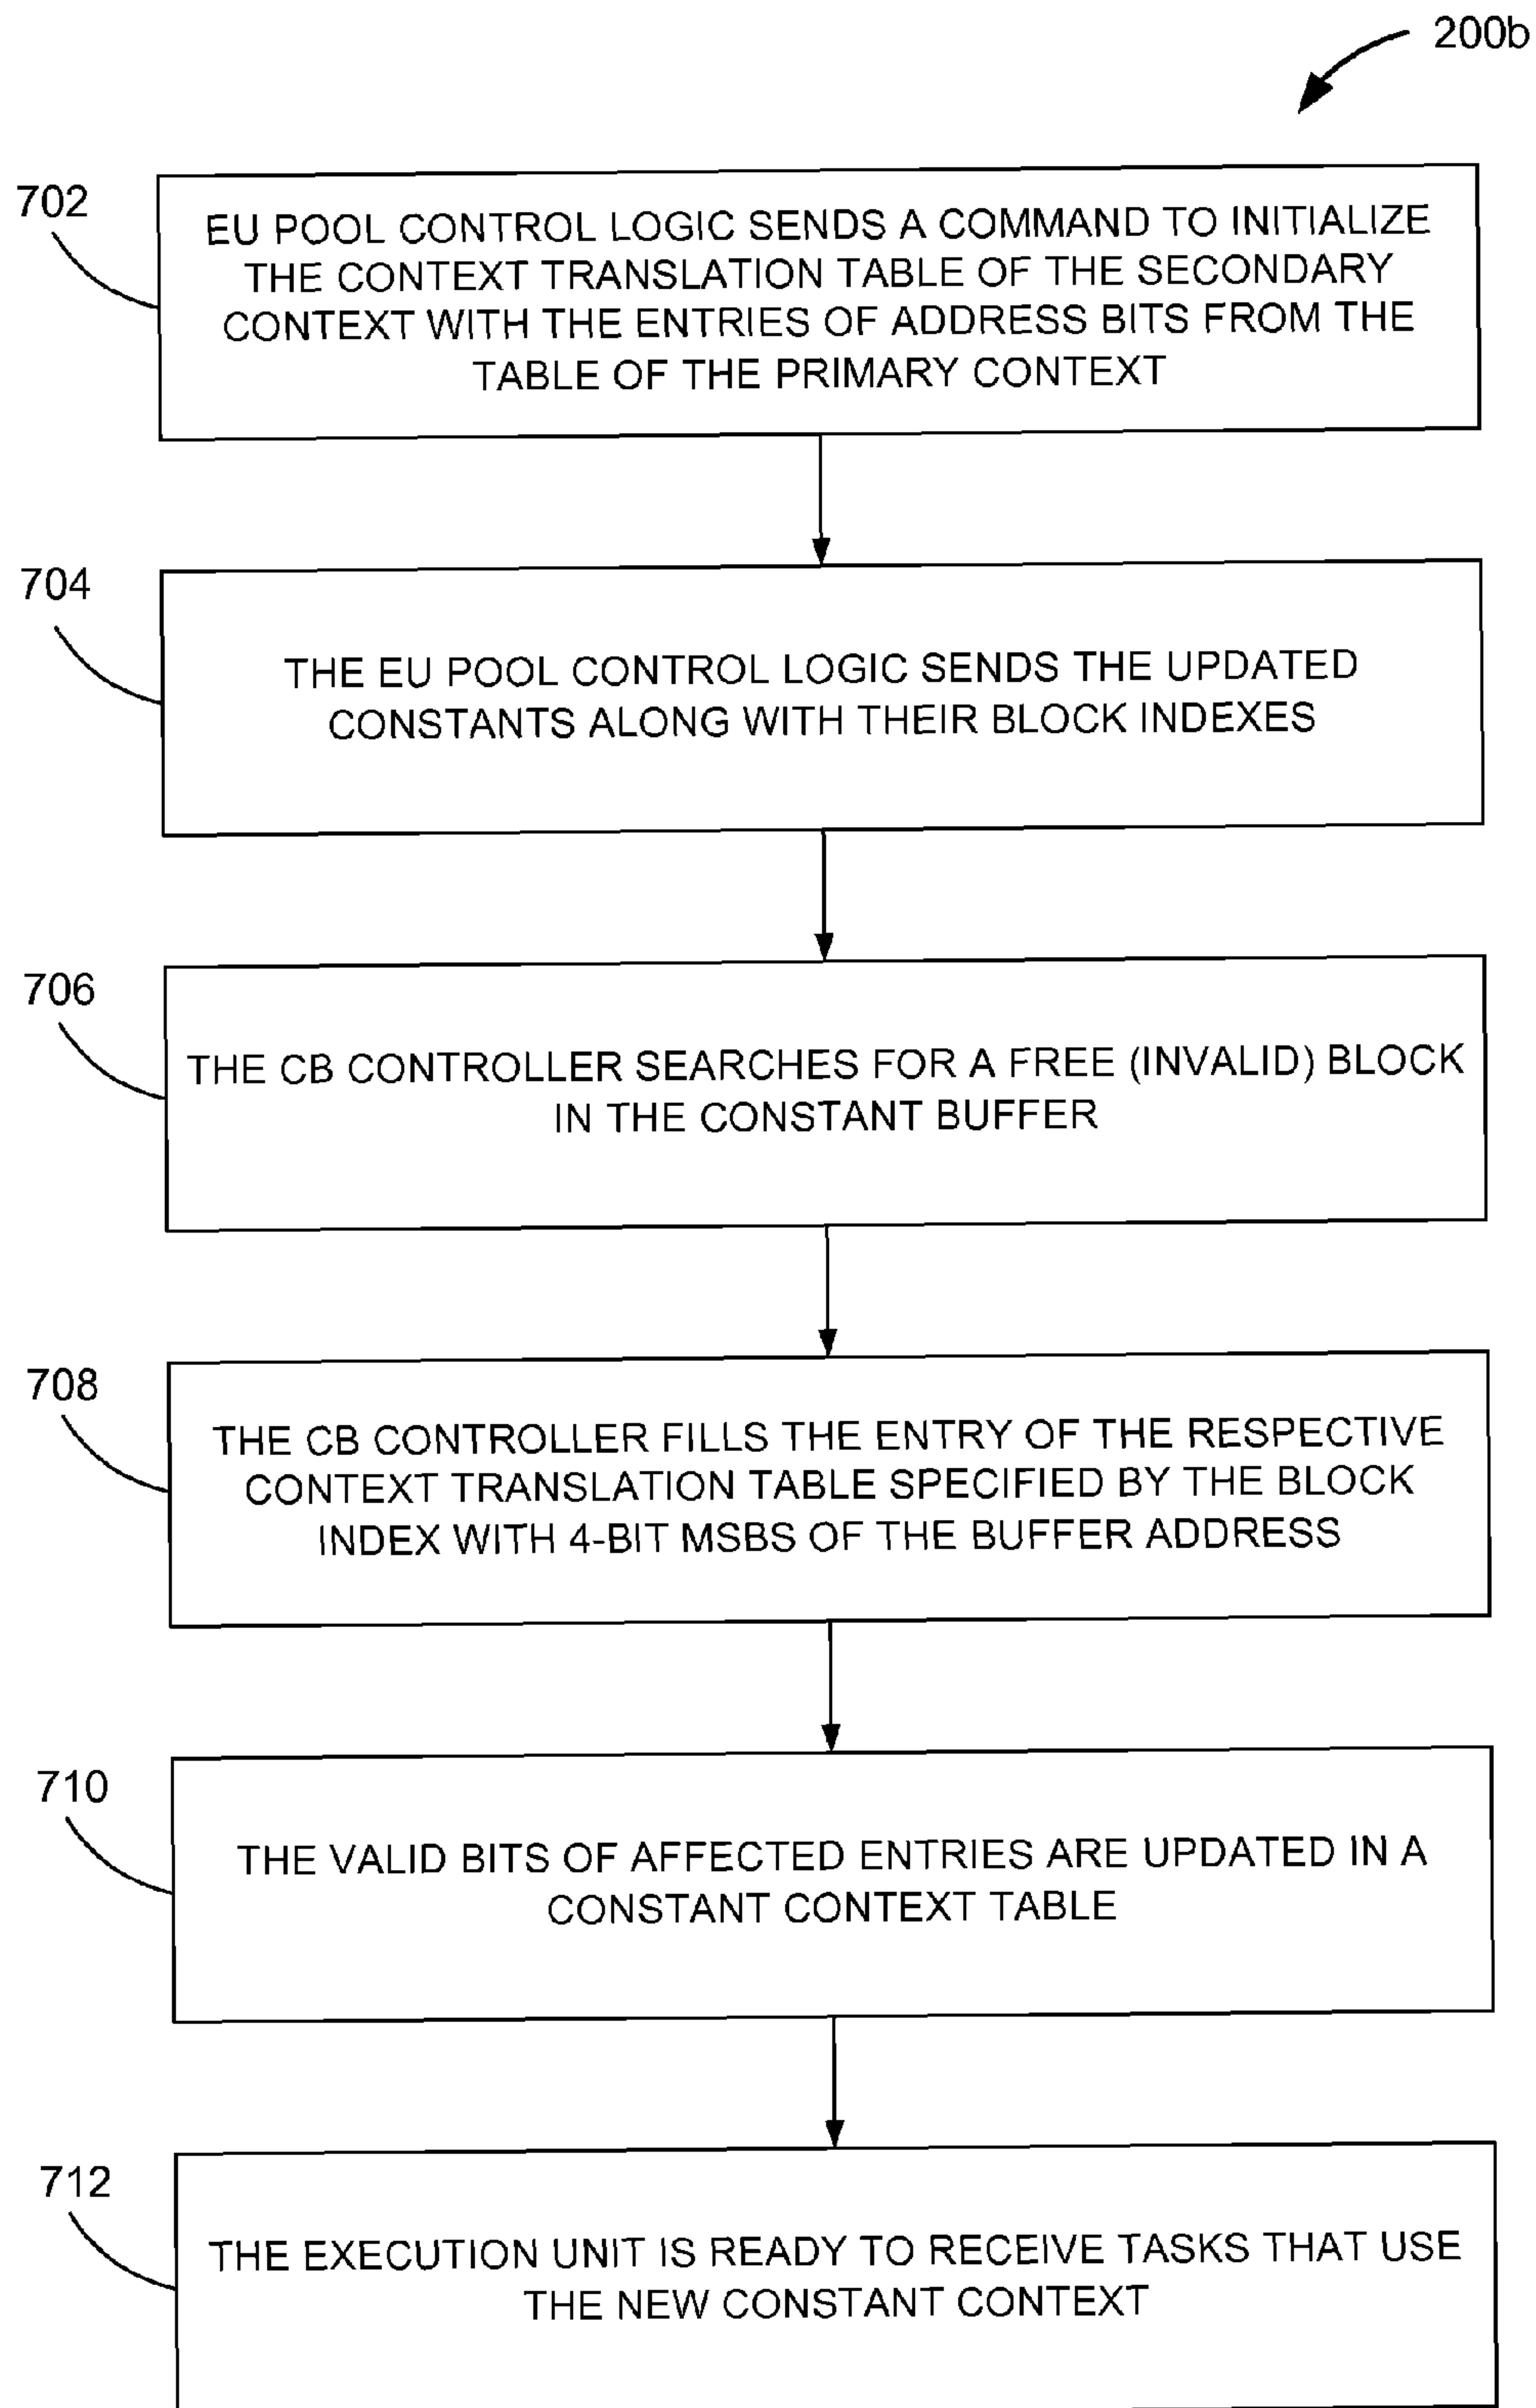 200b
702
EU POOL CONTROL LOGIC SENDS A COMMAND TO INITIALIZE
THE CONTEXT TRANSLATION TABLE OF THE SECONDARY
CONTEXT WITH THE ENTRIES OF ADDRESS BITS FROM THE
TABLE OF THE PRIMARY CONTEXT
704
THE EU POOL CONTROL LOGIC SENDS THE UPDATED
CONSTANTS ALONG WITH THEIR BLOCK INDEXES
706
THE CB CONTROLLER SEARCHES FOR A FREE (INVALID) BLOCK
IN THE CONSTANT BUFFER
708
THE CB CONTROLLER FILLS THE ENTRY OF THE RESPECTIVE
CONTEXT TRANSLATION TABLE SPECIFIED BY THE BLOCK
INDEX WITH 4-BIT MSBS OF THE BUFFER ADDRESS
710
THE VALID BITS OF AFFECTED ENTRIES ARE UPDATED IN A
CONSTANT CONTEXT TABLE
712
THE EXECUTION UNIT IS READY TO RECEIVE TASKS THAT USE
THE NEW CONSTANT CONTEXT